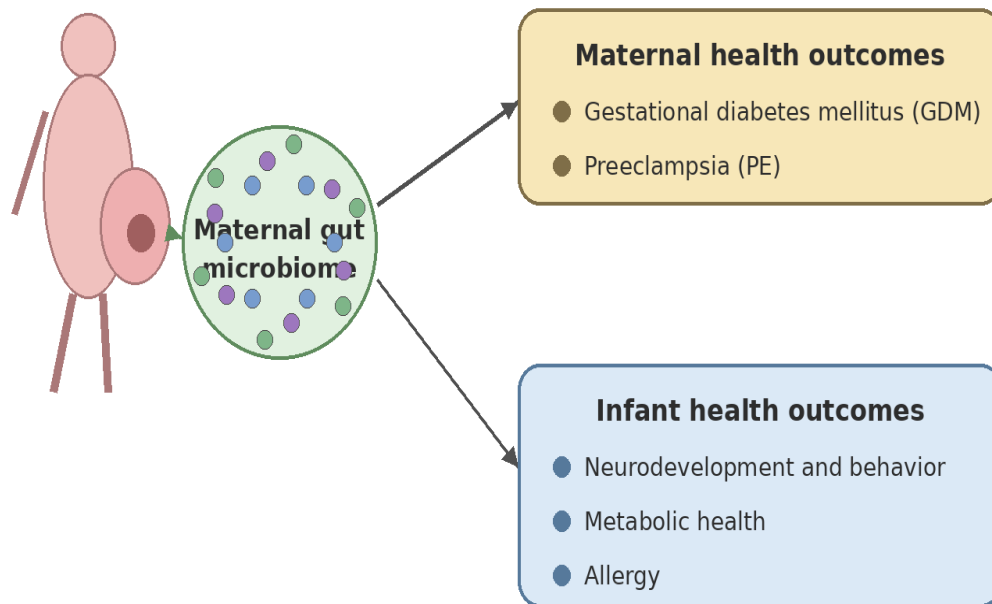 Maternal gut
microbiome
Maternal health outcomes
Gestational diabetes mellitus (GDM)
Preeclampsia (PE)
Infant health outcomes
Neurodevelopment and behavior
Metabolic health
Allergy